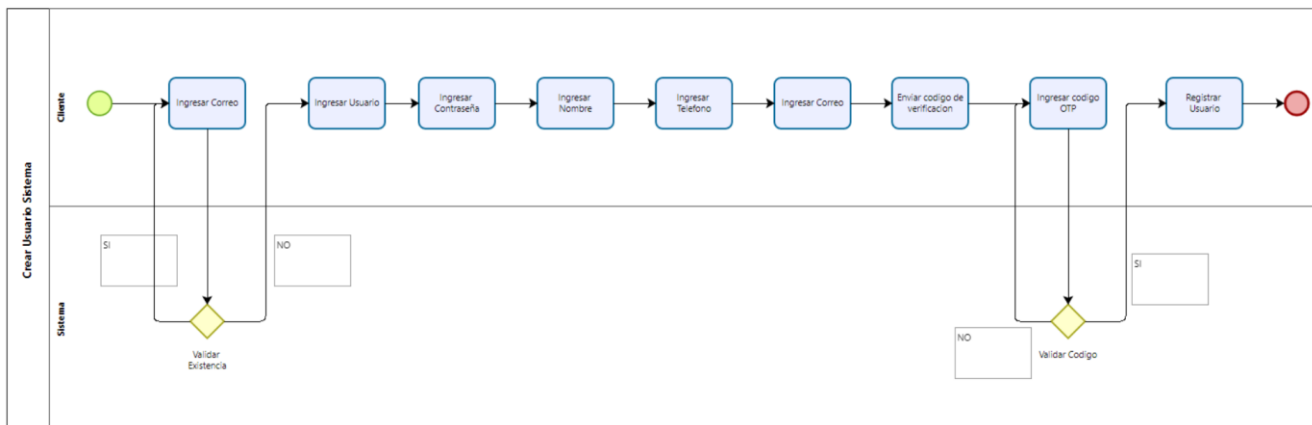 Crear Usuario Sistema
Cliente
Ingresar Correo
Ingresar Usuario
Ingresar
Contraseña
Ingresar
Nombre
Ingresar
Telefono
Ingresar Correo
Enviar codigo de
verificacion
Ingresar codigo
OTP
Registrar
Usuario
Sistema
SI
NO
Validar
Existencia
NO
Validar Codigo
SI